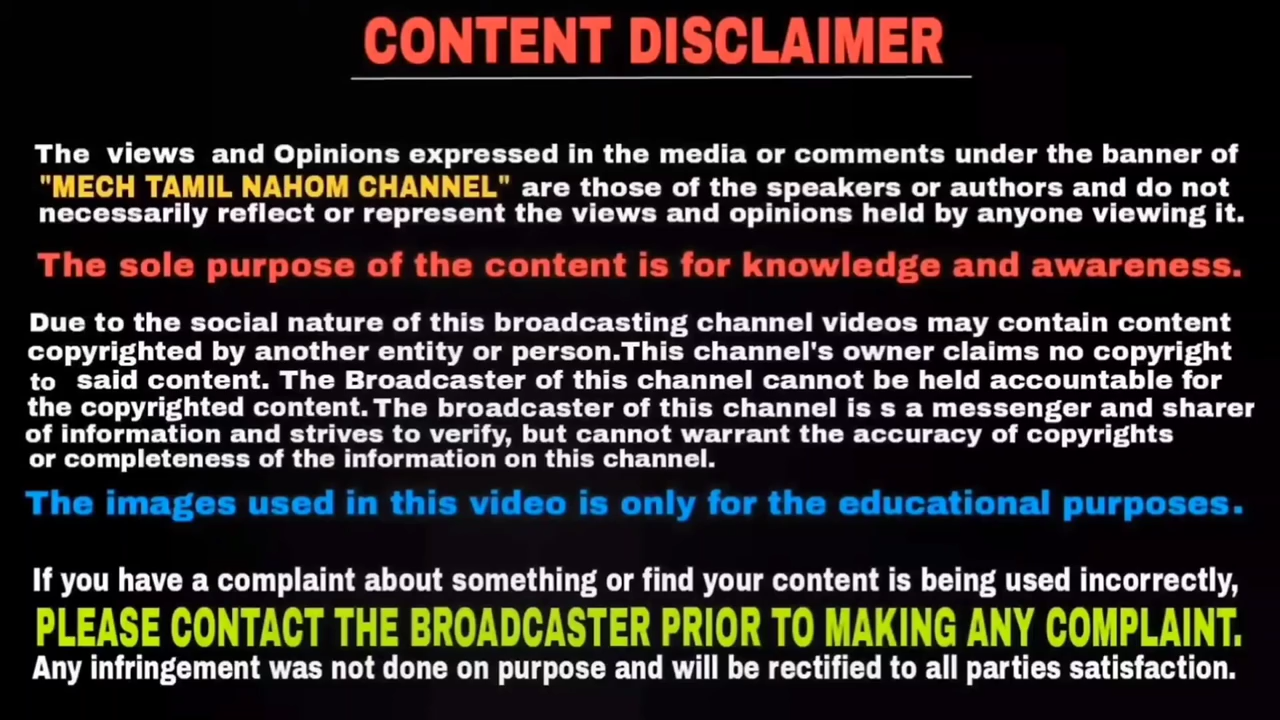 CONTENT DISCLAIMER
The views and Opinions expressed in the media or comments under the banner of
"MECH TAMIL NAHOM CHANNEL" are those of the speakers or authors and do not
necessarily reflect or represent the views and opinions held by anyone viewing it.
The sole purpose of the content is for knowledge and awareness.
Due to the social nature of this broadcasting channel videos may contain content
copyrighted by another entity or person.This channel's owner claims no copyright
to said content. The Broadcaster of this channel cannot be held accountable for
the copyrighted content. The broadcaster of this channel is s a messenger and sharer
of information and strives to verify, but cannot warrant the accuracy of copyrights
or completeness of the information on this channel.
The images used in this video is only for the educational purposes.
If you have a complaint about something or find your content is being used incorrectly,
PLEASE CONTACT THE BROADCASTER PRIOR TO MAKING ANY COMPLAINT.
Any infringement was not done on purpose and will be rectified to all parties satisfaction.